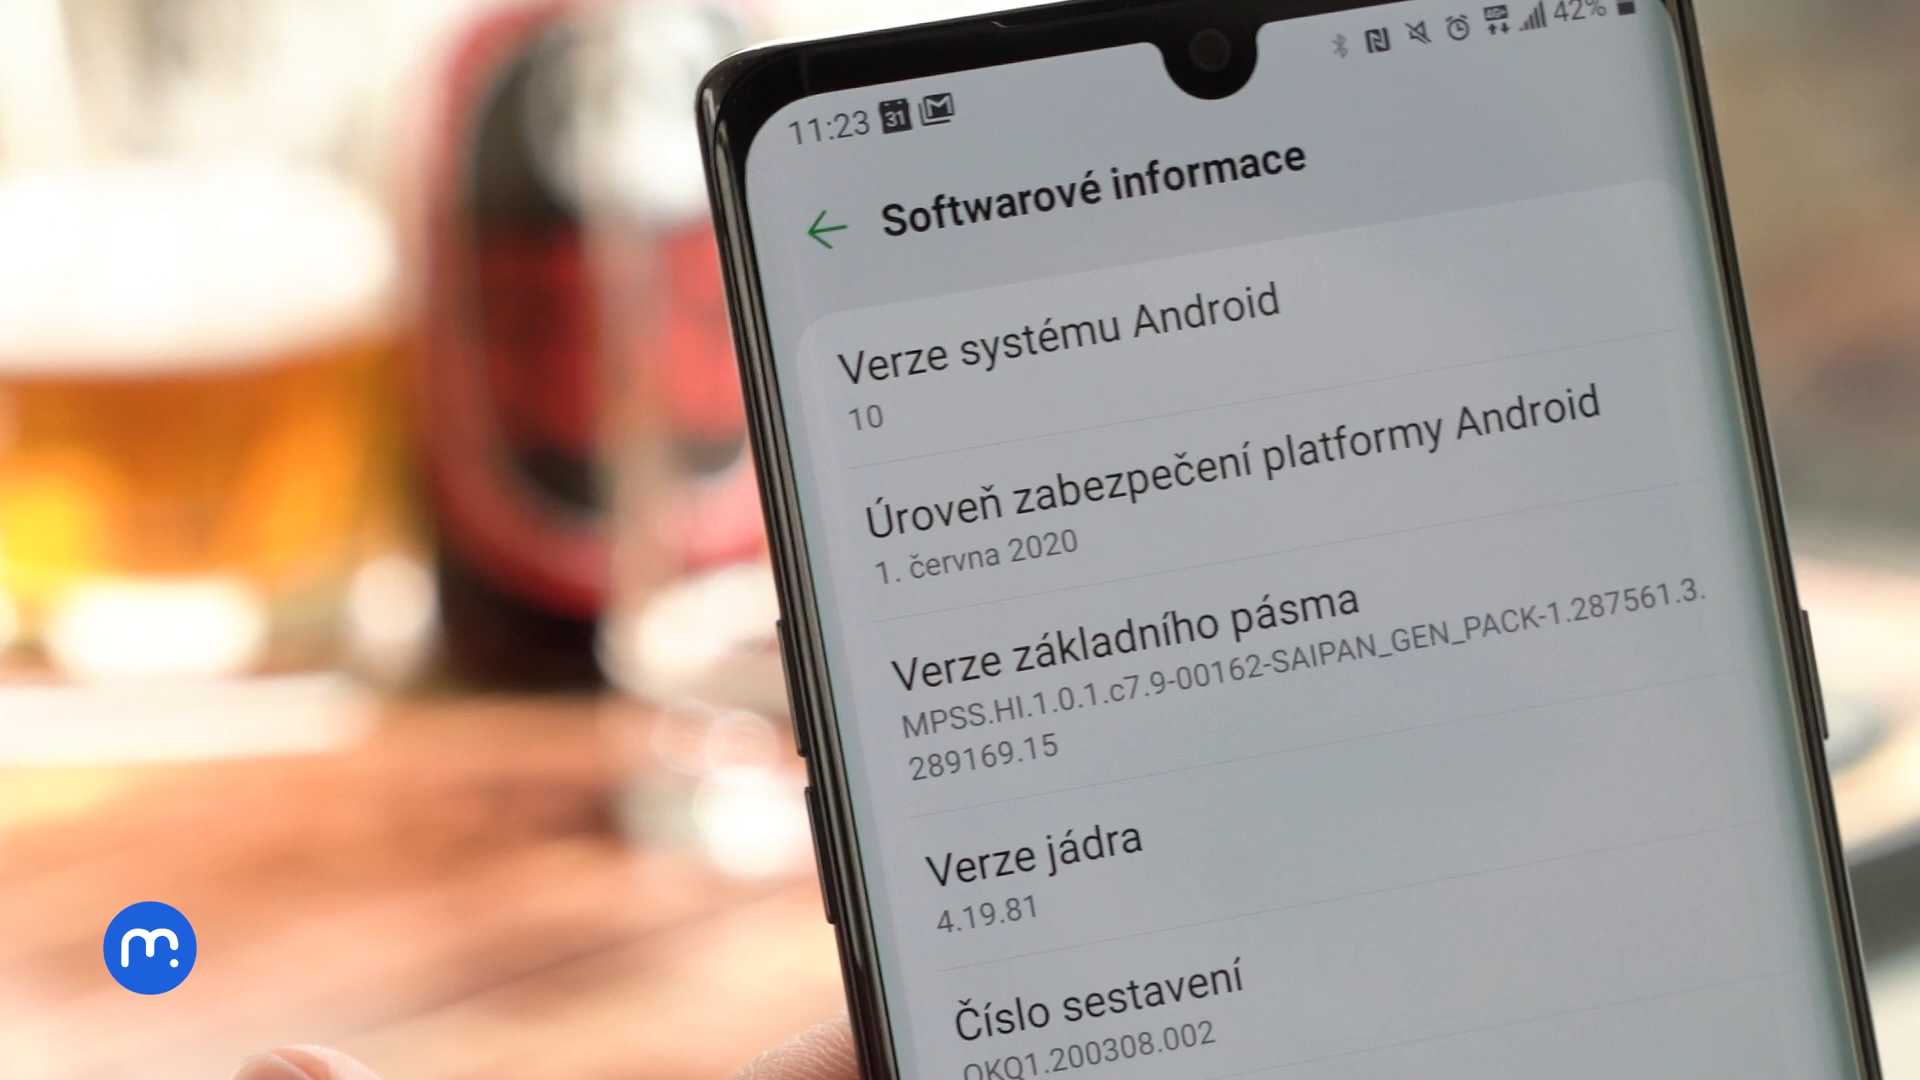 11:23 31
42%
Softwarové informace
Verze systému Android
10
Úroveň zabezpečení platformy Android
1. června 2020
Verze základního pásma
MPSS.HI.1.0.1.c7.9-00162-SAIPAN_GEN_PACK-1.287561.3.
289169.15
Verze jádra
4.19.81
Číslo sestavení
QKQ1.200308.002
m.